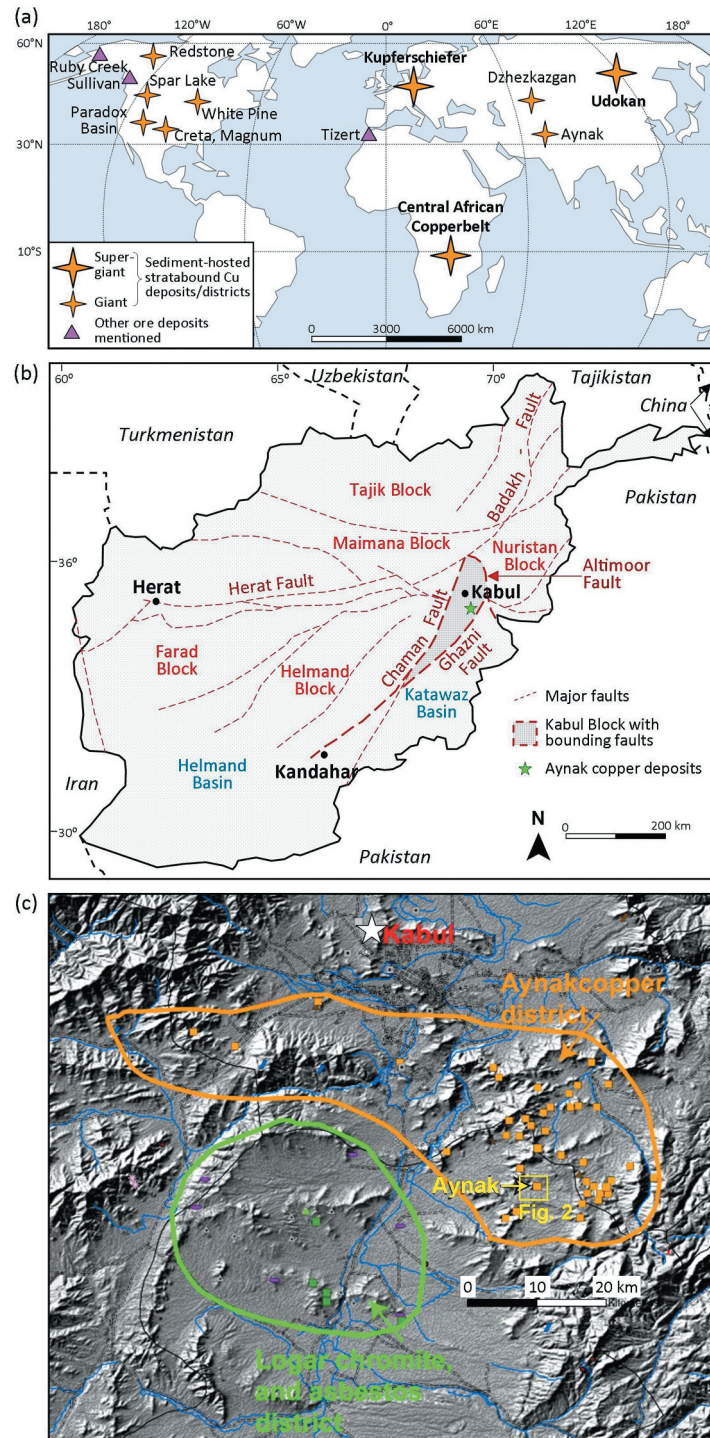 (a)
180°
120°W
60°W
0°
60°E
120°E
180°
60°N
Redstone
Ruby Creek
Sullivan
Spar Lake
Kupferschiefer
Dzhezkazgan
Udokan
Paradox
Basin
White Pine
Creta, Magnum
Tizert
Aynak
30°N
Central African
Copperbelt
10°S
Super-
giant
Giant
Sediment-hosted
stratabound Cu
deposits/districts
Other ore deposits
mentioned
0 3000 6000 km
(b)
60°
65°
70°
Uzbekistan
Tajikistan
China
Turkmenistan
Pakistan
Fault
Badakh
Tajik Block
Maimana Block
Nuristan
Block
36°
Altimoor
Fault
Herat
Herat Fault
Kabul
Chaman Fault
Ghazni
Fault
Farad
Block
Helmand
Block
Katawaz
Basin
Major faults
Kabul Block with
bounding faults
Aynak copper deposits
Helmand
Basin
Kandahar
Iran
30°
Pakistan
N
0 200 km
(c)
Kabul
Aynakcopper
district
Aynak
Fig. 2
0 10 20 km
Logar chromite,
and asbestos
district